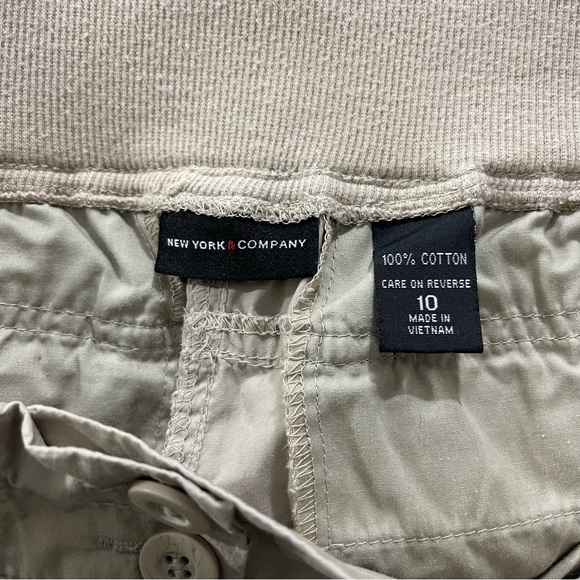 NEW YORK & COMPANY
100% COTTON
CARE ON REVERSE
10
MADE IN
VIETNAM